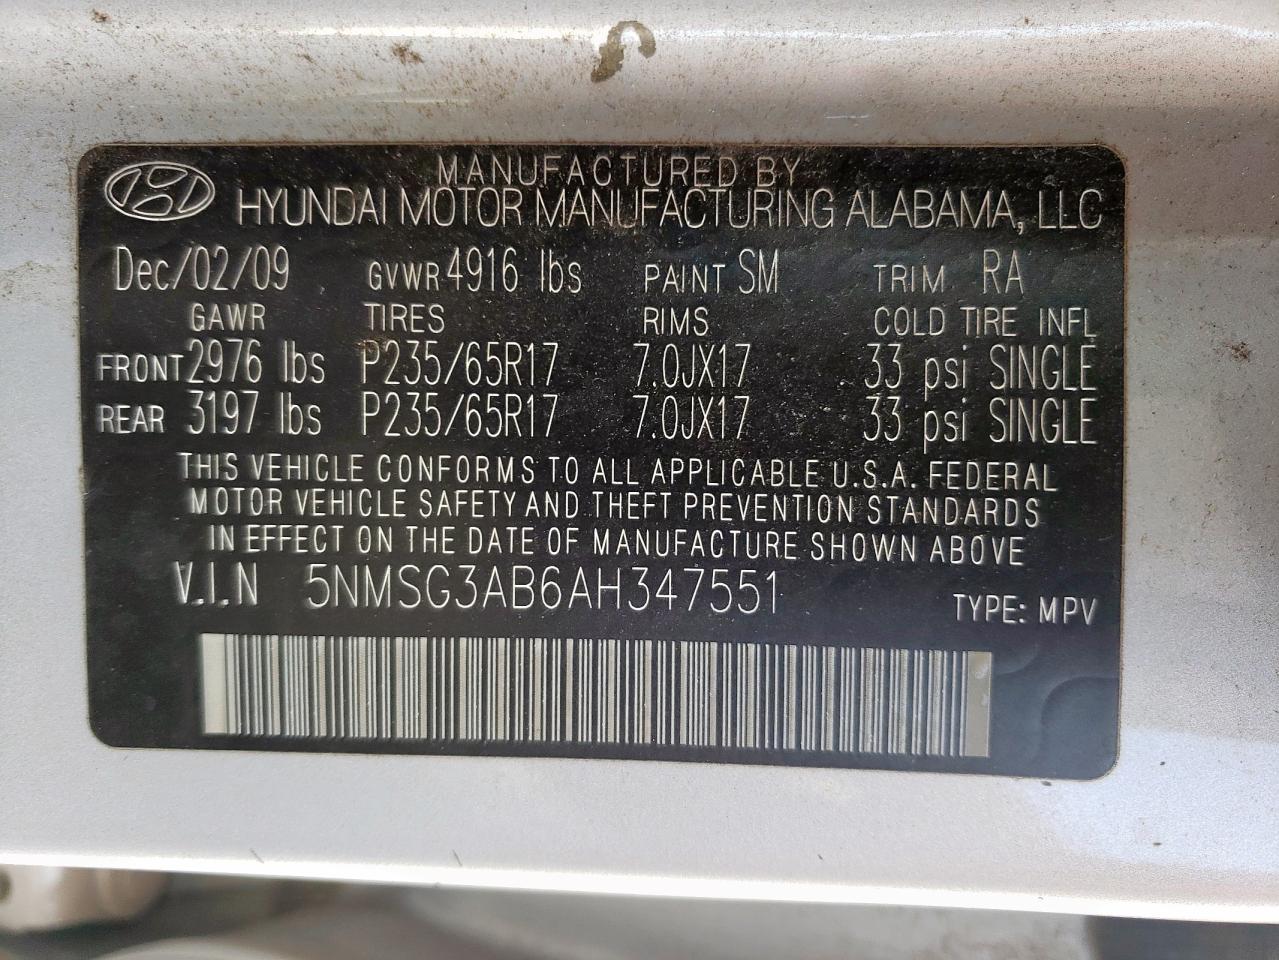 MANUFACTURED BY
HYUNDAI MOTOR MANUFACTURING ALABAMA, LLC
Dec/02/09 GVWR 4916 lbs PAINT SM TRIM RA
GAWR TIRES RIMS COLD TIRE INFL
FRONT 2976 lbs P235/65R17 7.0JX17 33 psi SINGLE
REAR 3197 lbs P235/65R17 7.0JX17 33 psi SINGLE
THIS VEHICLE CONFORMS TO ALL APPLICABLE U.S.A. FEDERAL
MOTOR VEHICLE SAFETY AND THEFT PREVENTION STANDARDS
IN EFFECT ON THE DATE OF MANUFACTURE SHOWN ABOVE
V.I.N 5NMSG3AB6AH347551 TYPE: MPV